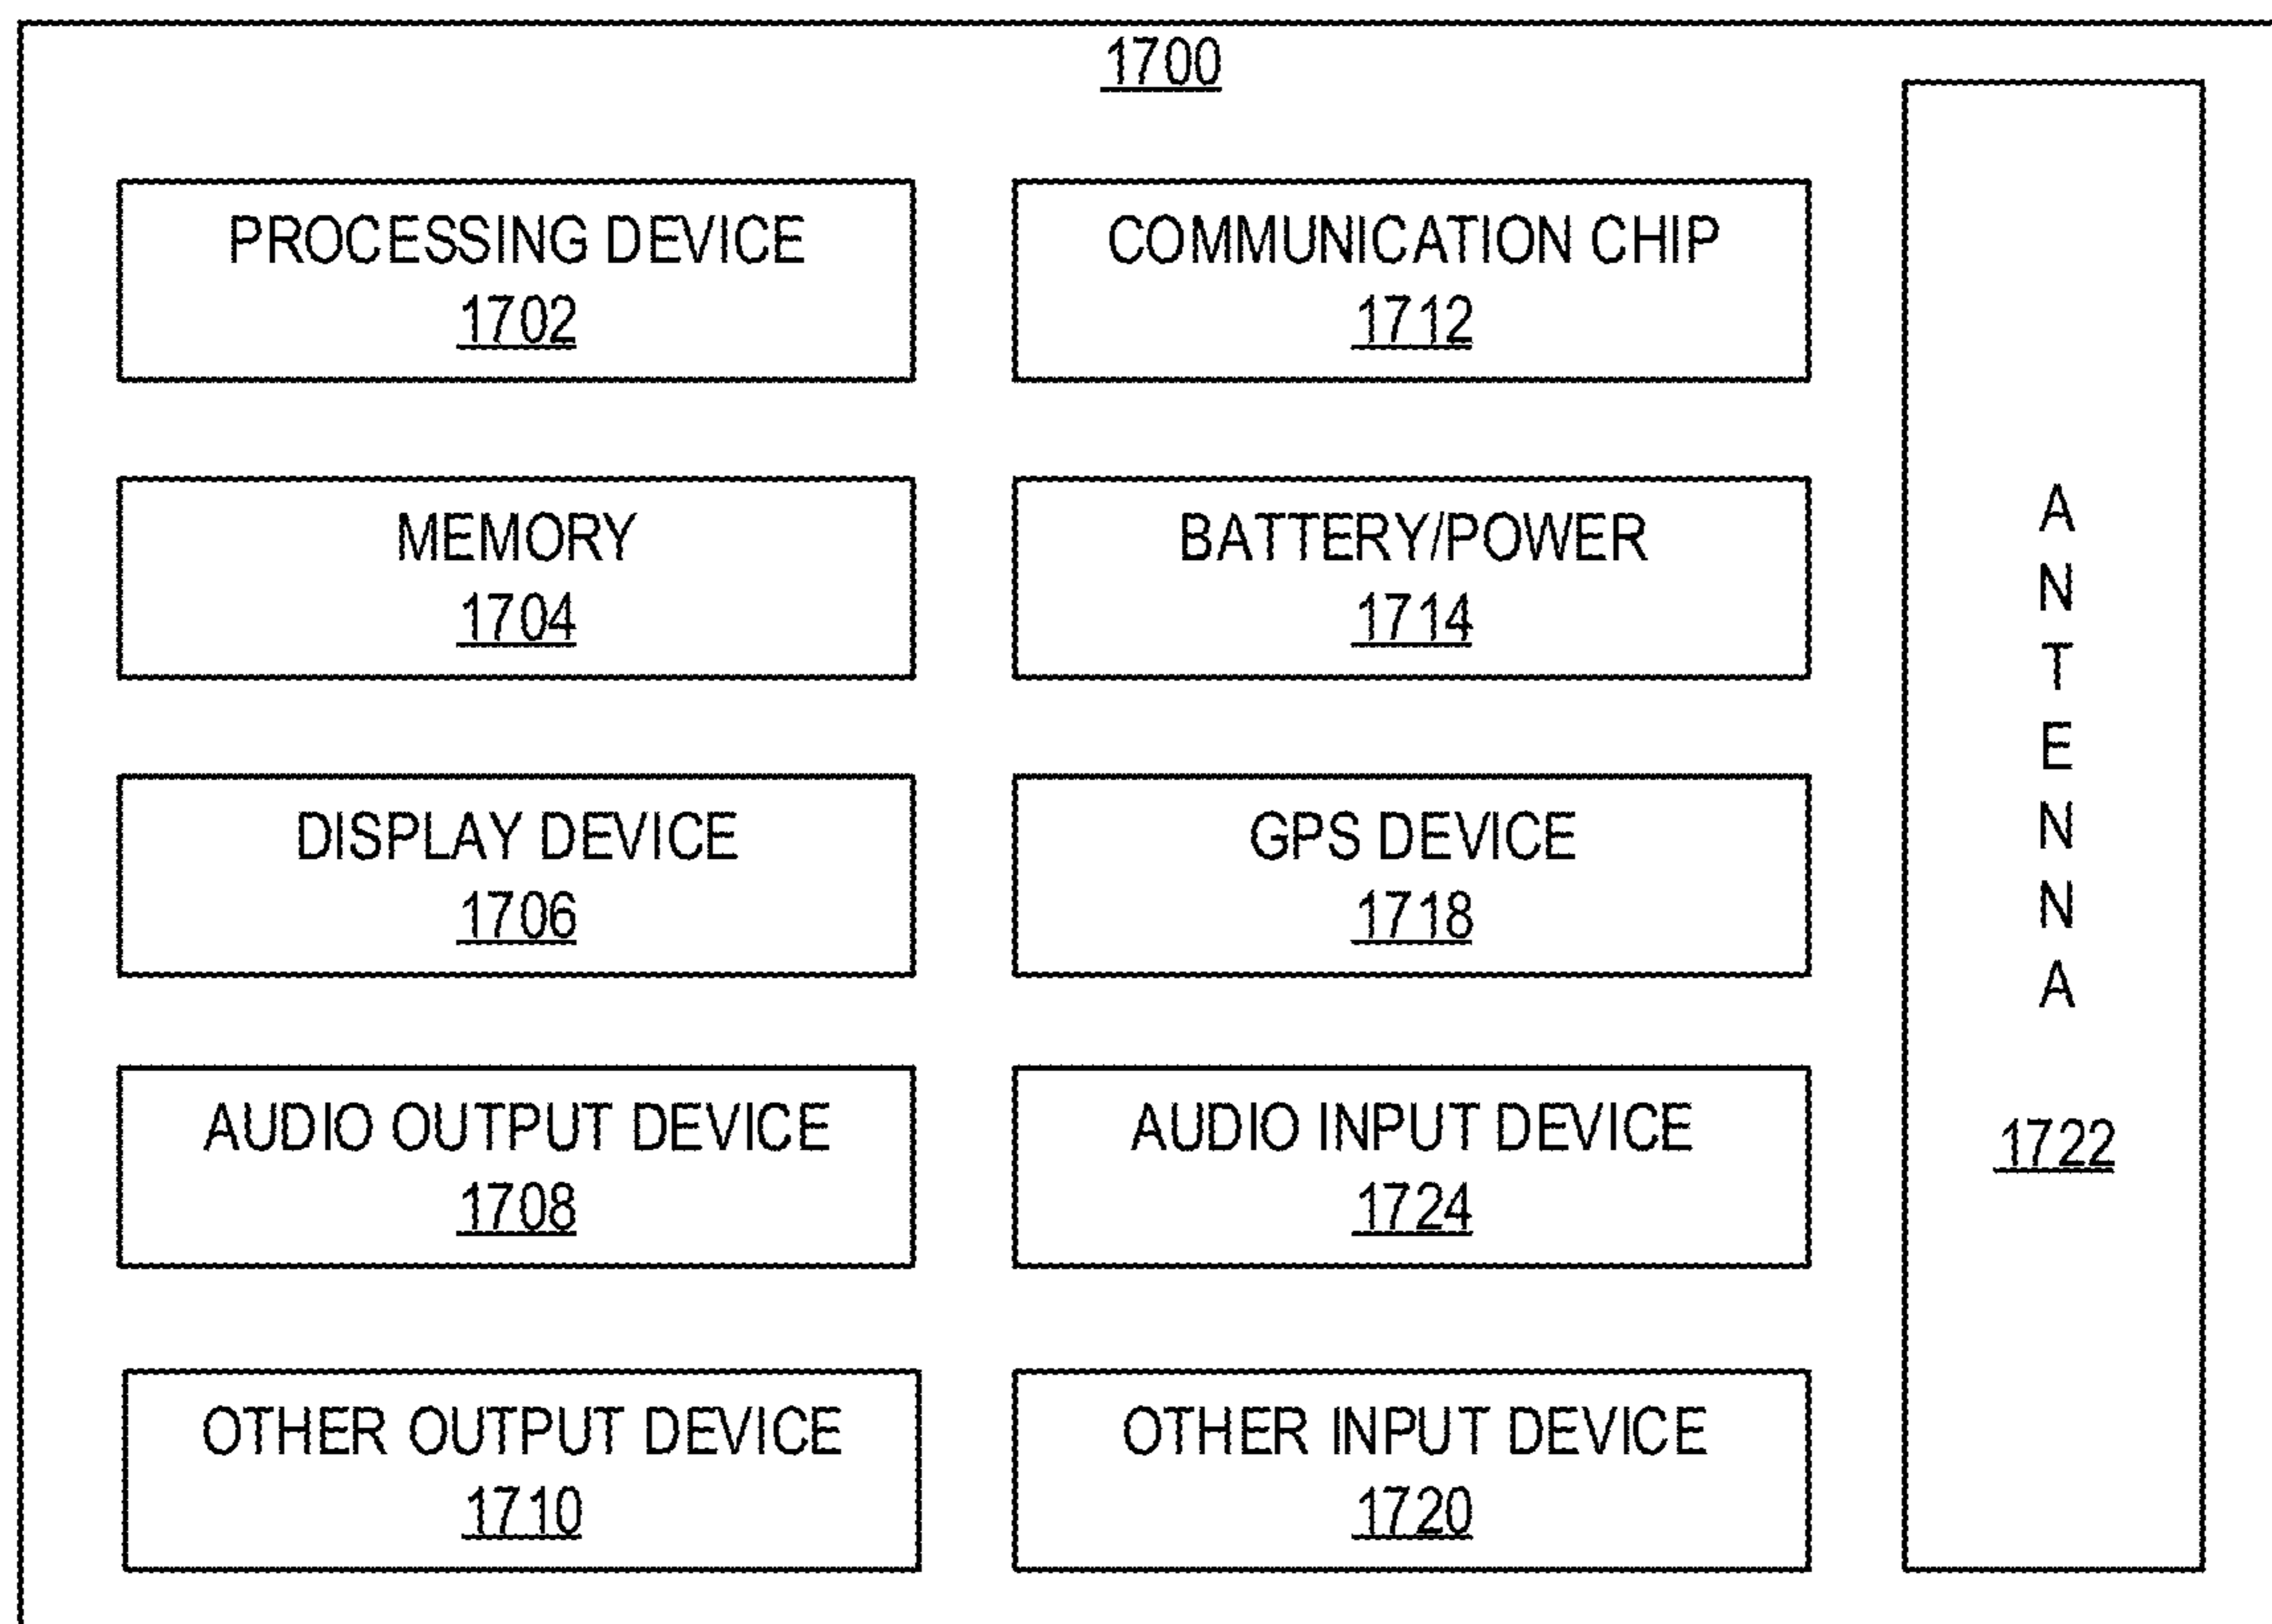 1700
PROCESSING DEVICE
1702
COMMUNICATION CHIP
1712
MEMORY
1704
BATTERY/POWER
1714
DISPLAY DEVICE
1706
GPS DEVICE
1718
AUDIO OUTPUT DEVICE
1708
AUDIO INPUT DEVICE
1724
OTHER OUTPUT DEVICE
1710
OTHER INPUT DEVICE
1720
ANTENNA
1722